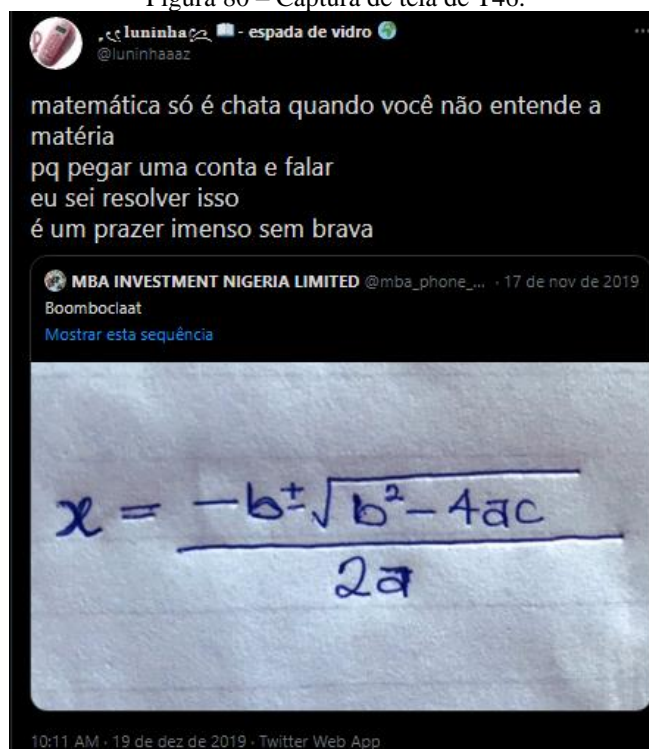 Figura 80 – Captura de tela de T46.
luninha - espada de vidro
@luninhaaaz
matemática só é chata quando você não entende a
matéria
pq pegar uma conta e falar
eu sei resolver isso
é um prazer imenso sem brava
MBA INVESTMENT NIGERIA LIMITED @mba_phone_... · 17 de nov de 2019
Boomboclaat
Mostrar esta sequência
x = -b±√b²-4ac
2a
10:11 AM · 19 de dez de 2019 · Twitter Web App